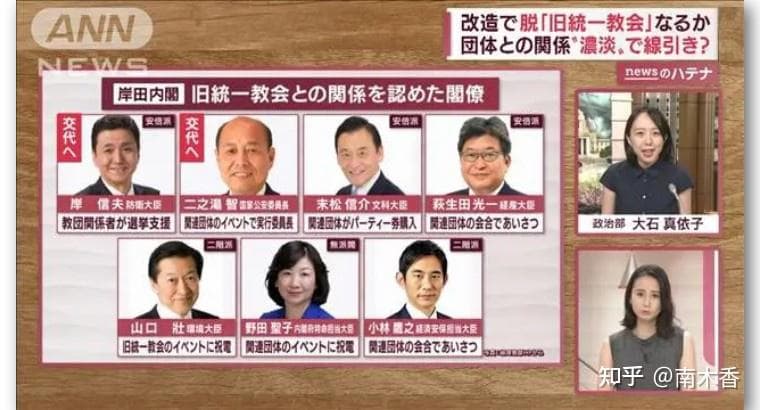 ANN
NEWS
改造で脱「旧統一教会」なるか
団体との関係〝濃淡〟で線引き?
newsのハテナ
岸田内閣 旧統一教会との関係を認めた閣僚
交代へ
安倍派
岸 信夫 防衛大臣
教団関係者が選挙支援
交代へ
二之湯 智 国家公安委員長
関連団体のイベントで実行委員長
安倍派
末松 信介 文科大臣
関連団体がパーティー券購入
安倍派
萩生田 光一 経産大臣
関連団体の会合であいさつ
二階派
山口 壯 環境大臣
旧統一教会のイベントに祝電
無派閥
野田 聖子 内閣府特命担当大臣
関連団体のイベントに祝電
二階派
小林 鷹之 経済安保担当大臣
関連団体の会合であいさつ
政治部 大石 真依子
知乎 @南木香